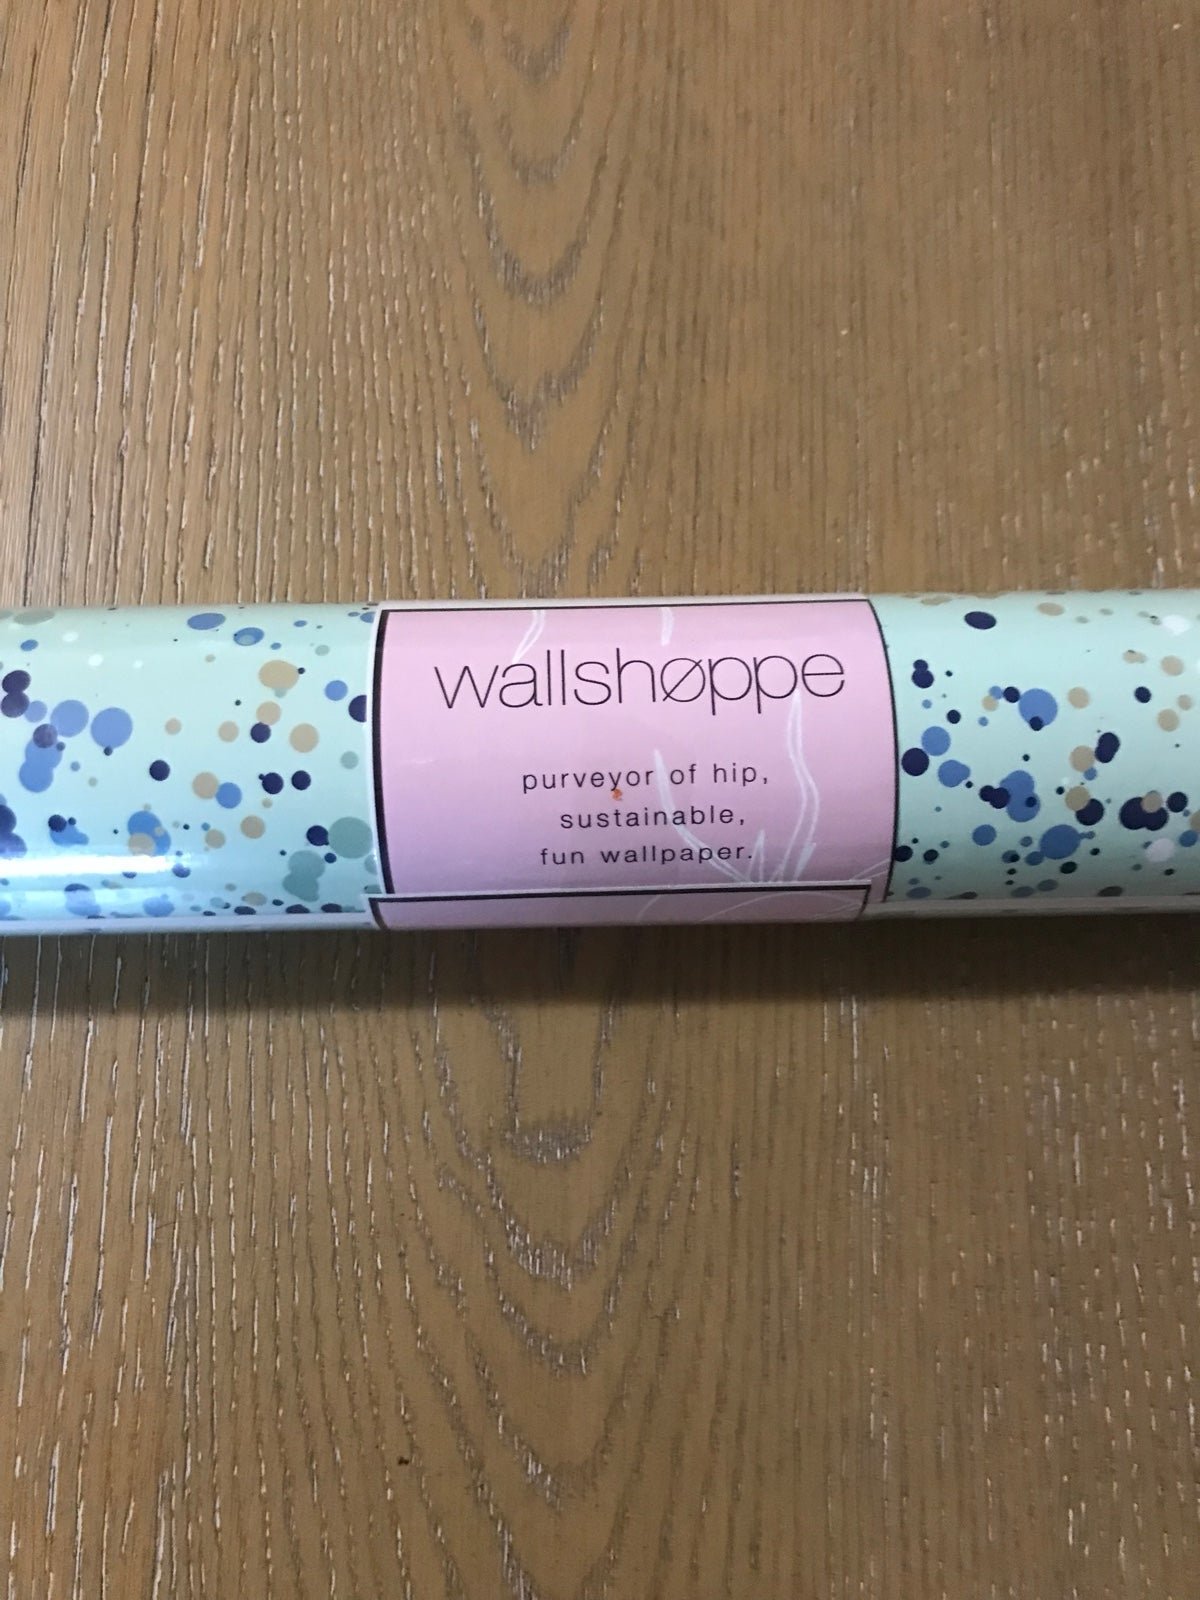 wallshøppe
purveyor of hip,
sustainable,
fun wallpaper.